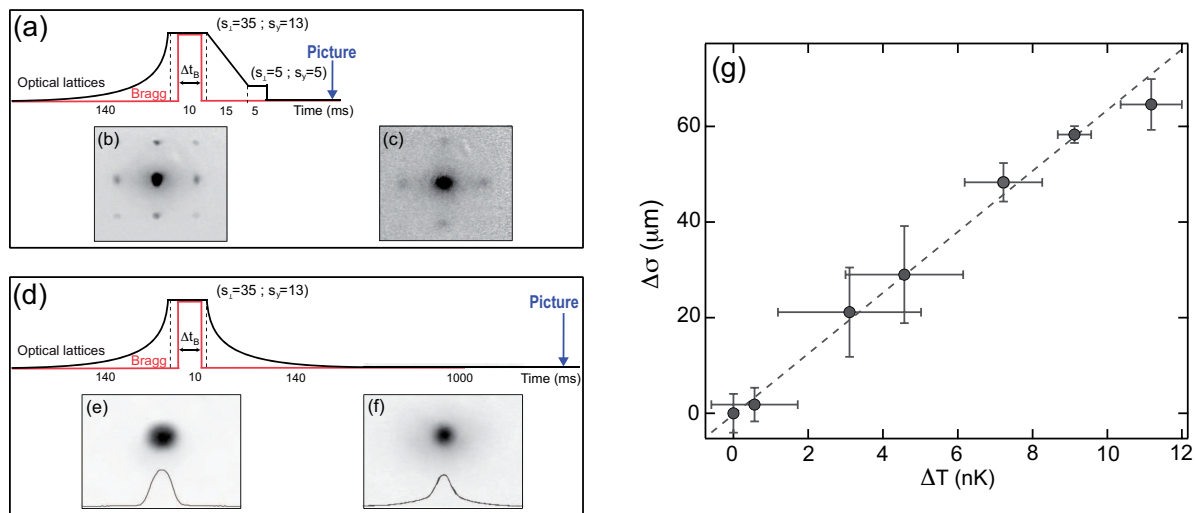 (a)
(s⊥=35 ; sy=13)
Picture
(s⊥=5 ; sy=5)
Optical lattices
ΔtB
Bragg
140
10
15
5
Time (ms)
(b)
(c)
(d)
(s⊥=35 ; sy=13)
Picture
Optical lattices
ΔtB
Bragg
140
10
140
1000
Time (ms)
(e)
(f)
(g)
Δσ (μm)
60
40
20
0
0
2
4
6
8
10
12
ΔT (nK)